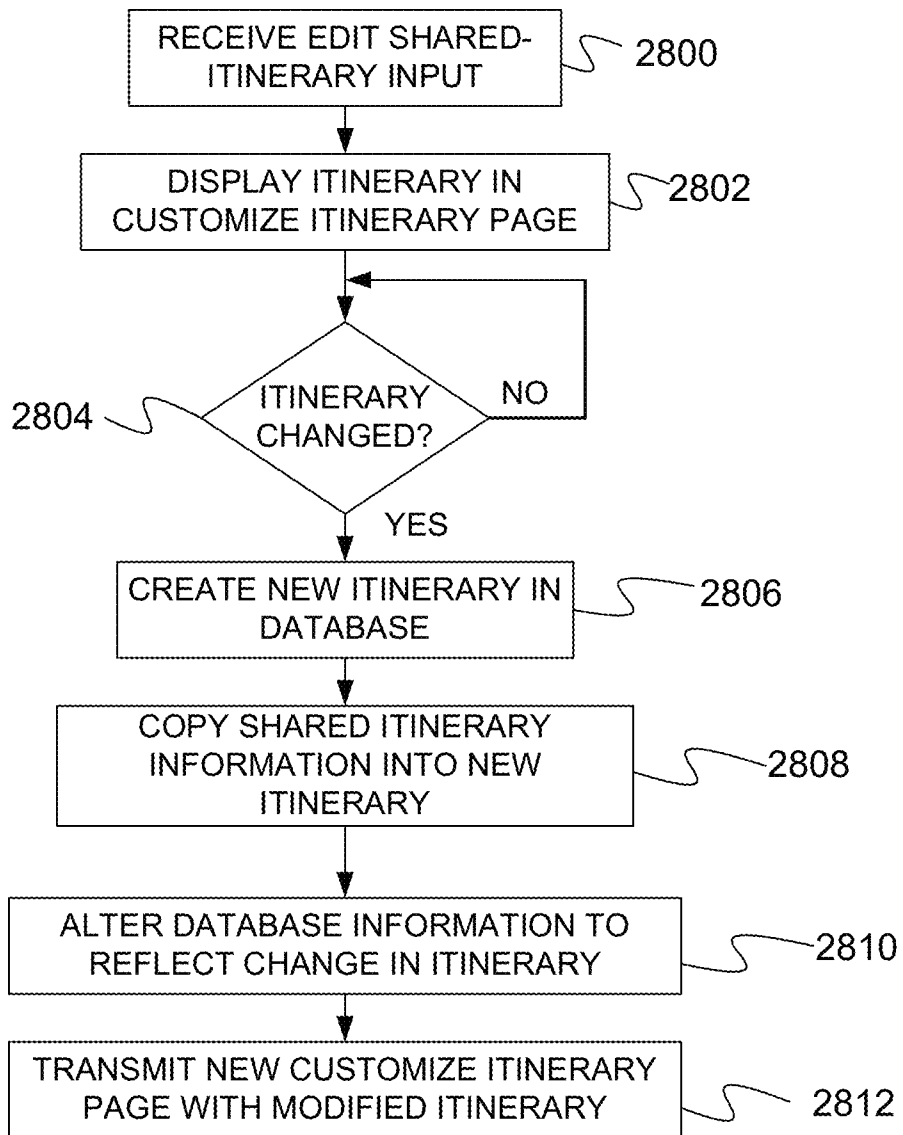 RECEIVE EDIT SHARED-
ITINERARY INPUT
2800
DISPLAY ITINERARY IN
CUSTOMIZE ITINERARY PAGE
2802
ITINERARY
CHANGED?
NO
2804
YES
CREATE NEW ITINERARY IN
DATABASE
2806
COPY SHARED ITINERARY
INFORMATION INTO NEW
ITINERARY
2808
ALTER DATABASE INFORMATION TO
REFLECT CHANGE IN ITINERARY
2810
TRANSMIT NEW CUSTOMIZE ITINERARY
PAGE WITH MODIFIED ITINERARY
2812